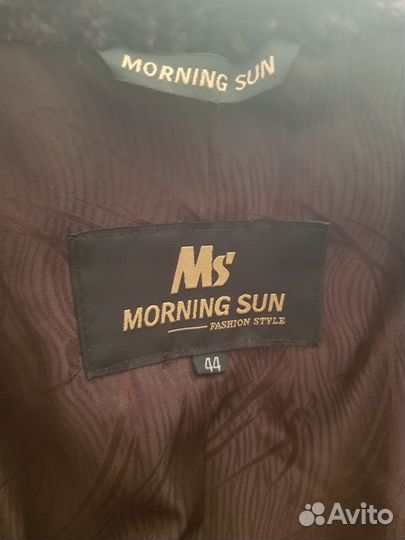 MORNING SUN
Ms'
MORNING SUN
FASHION STYLE
44
Avito